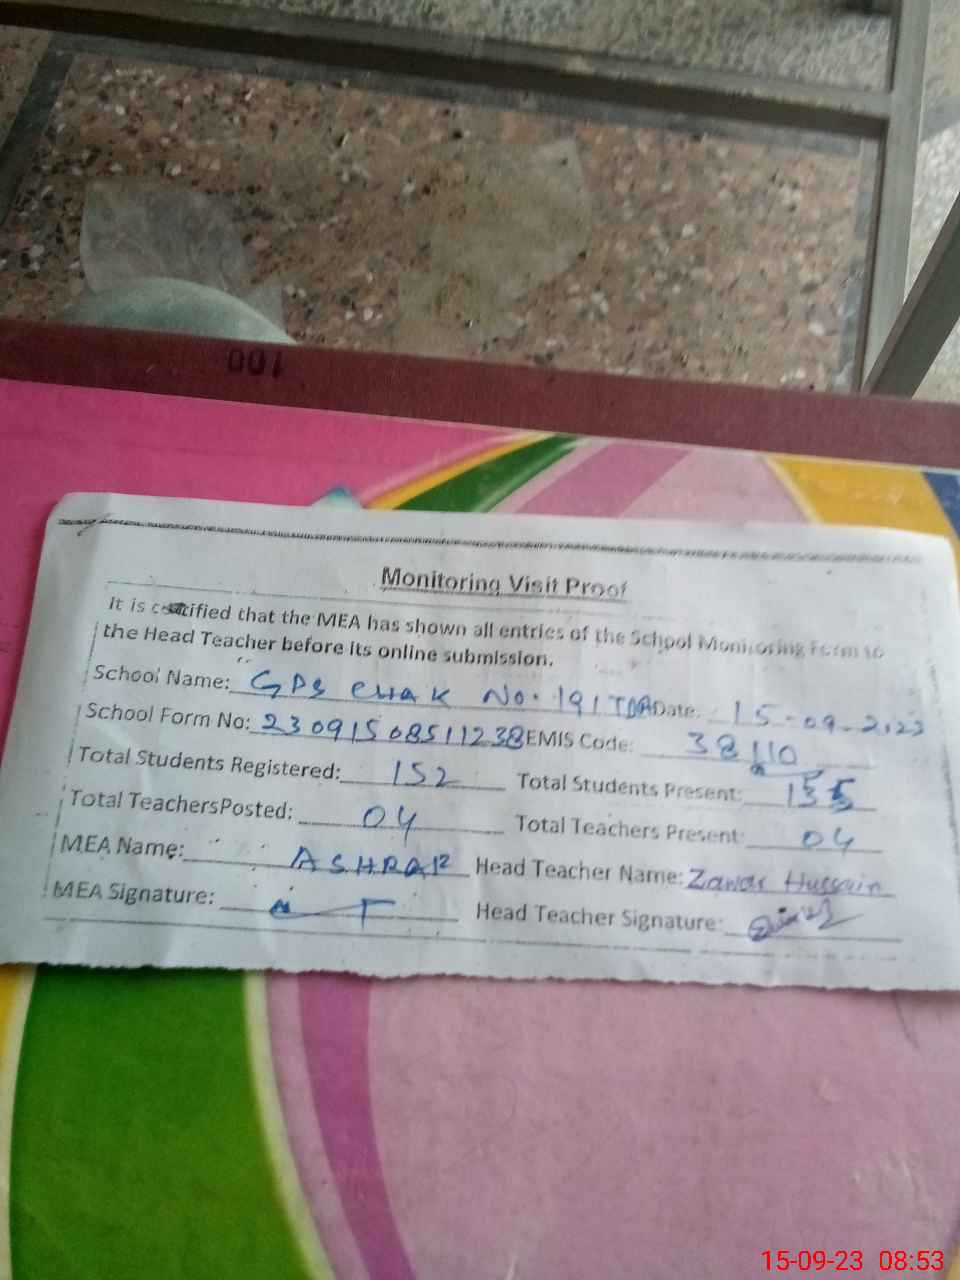 001
Monitoring Visit Proof
It is certified that the MEA has shown all entries of the School Monitoring Form to
the Head Teacher before its online submission.
School Name: GPS CHAK No. 191 TDA Date. 15-09-2023
School Form No: 23091508511238 EMIS Code: 38110
Total Students Registered: 152 Total Students Present:
Total TeachersPosted: 04 Total Teachers Present: 04
MEA Name: ASHRAF Head Teacher Name: Zawar Hussain
MEA Signature: Head Teacher Signature:
15-09-23 08:53